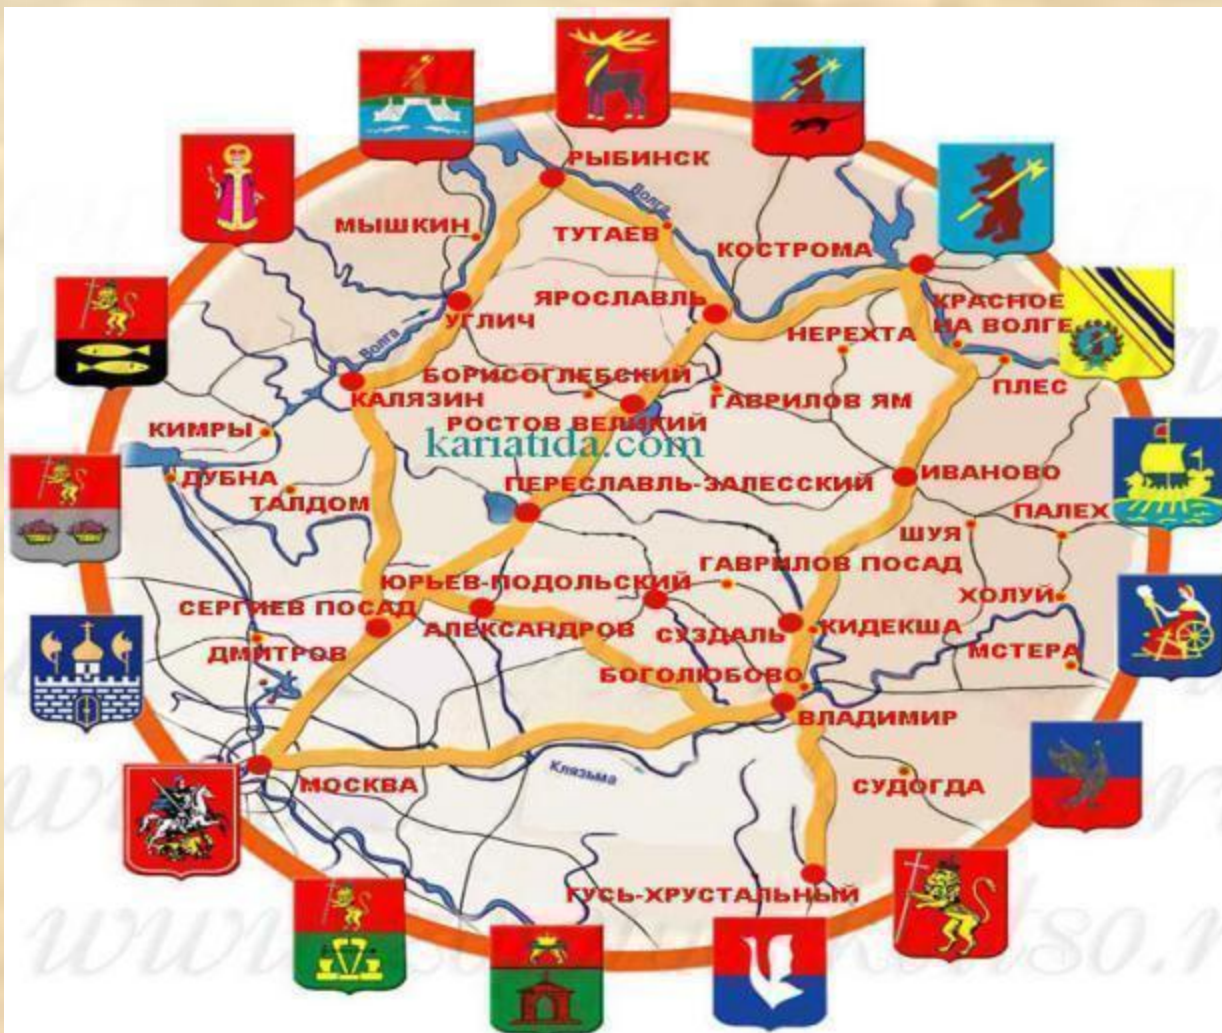 РЫБИНСК
Волга
МЫШКИН
ТУТАЕВ
КОСТРОМА
ЯРОСЛАВЛЬ
КРАСНОЕ
НА ВОЛГЕ
УГЛИЧ
НЕРЕХТА
Волга
БОРИСОГЛЕБСКИЙ
ПЛЕС
КАЛЯЗИН
ГАВРИЛОВ ЯМ
РОСТОВ ВЕЛИКИЙ
КИМРЫ
kariatida.com
ДУБНА
ИВАНОВО
ПЕРЕСЛАВЛЬ-ЗАЛЕССКИЙ
ТАЛДОМ
ПАЛЕХ
ШУЯ
ГАВРИЛОВ ПОСАД
ЮРЬЕВ-ПОДОЛЬСКИЙ
ХОЛУЙ
СЕРГИЕВ ПОСАД
АЛЕКСАНДРОВ
СУЗДАЛЬ
КИДЕКША
ДМИТРОВ
МСТЕРА
БОГОЛЮБОВО
ВЛАДИМИР
Клязьма
МОСКВА
СУДОГДА
ГУСЬ-ХРУСТАЛЬНЫЙ